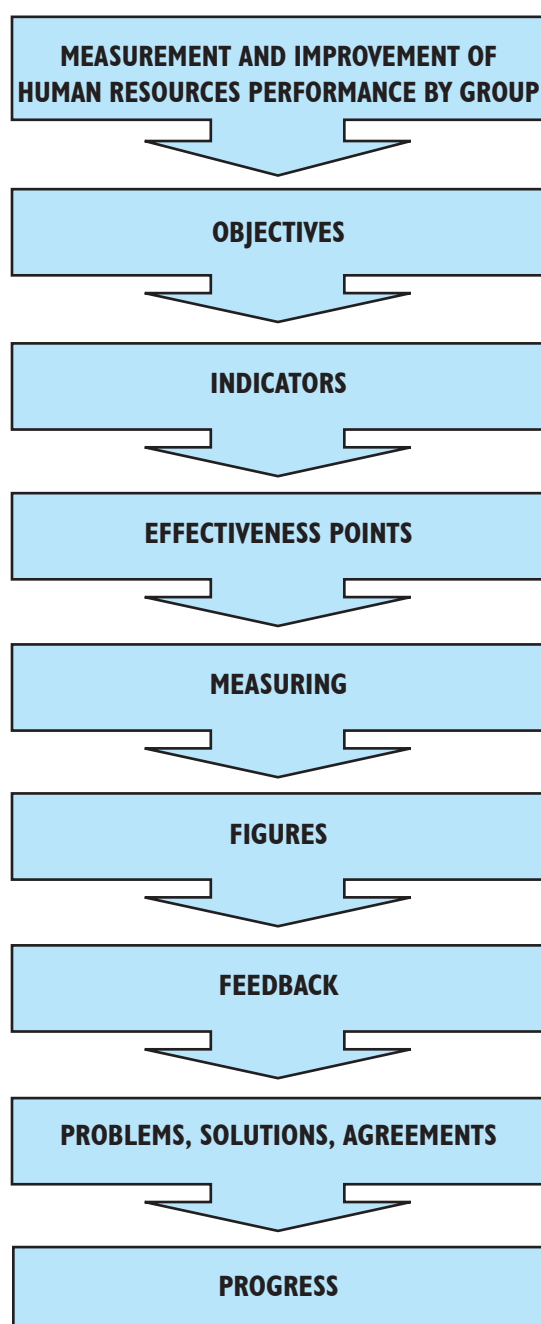 MEASUREMENT AND IMPROVEMENT OF
HUMAN RESOURCES PERFORMANCE BY GROUP
OBJECTIVES
INDICATORS
EFFECTIVENESS POINTS
MEASURING
FIGURES
FEEDBACK
PROBLEMS, SOLUTIONS, AGREEMENTS
PROGRESS